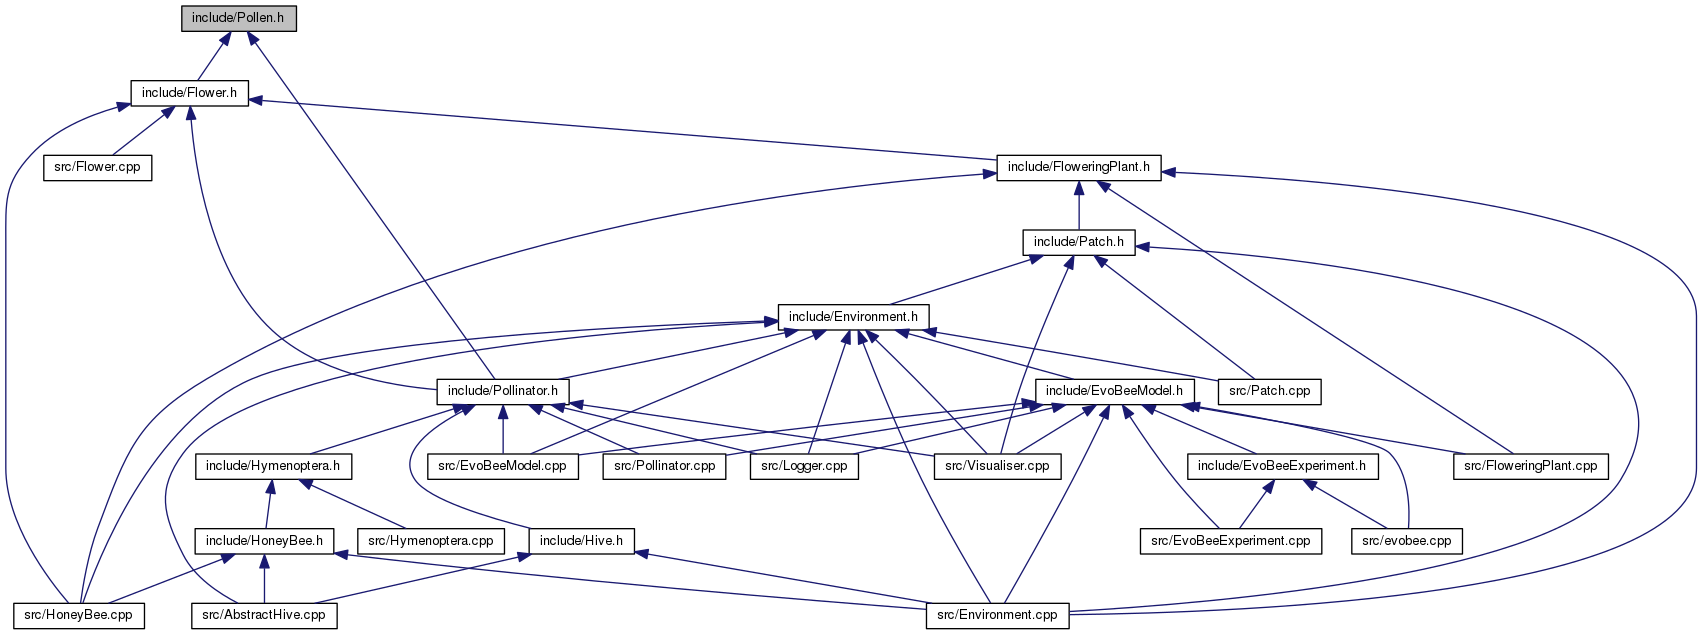 include/Pollen.h
include/Flower.h
src/Flower.cpp
include/FloweringPlant.h
include/Patch.h
include/Environment.h
include/Pollinator.h
include/EvoBeeModel.h
src/Patch.cpp
include/Hymenoptera.h
src/EvoBeeModel.cpp
src/Pollinator.cpp
src/Logger.cpp
src/Visualiser.cpp
include/EvoBeeExperiment.h
src/FloweringPlant.cpp
include/HoneyBee.h
src/Hymenoptera.cpp
include/Hive.h
src/EvoBeeExperiment.cpp
src/evobee.cpp
src/HoneyBee.cpp
src/AbstractHive.cpp
src/Environment.cpp